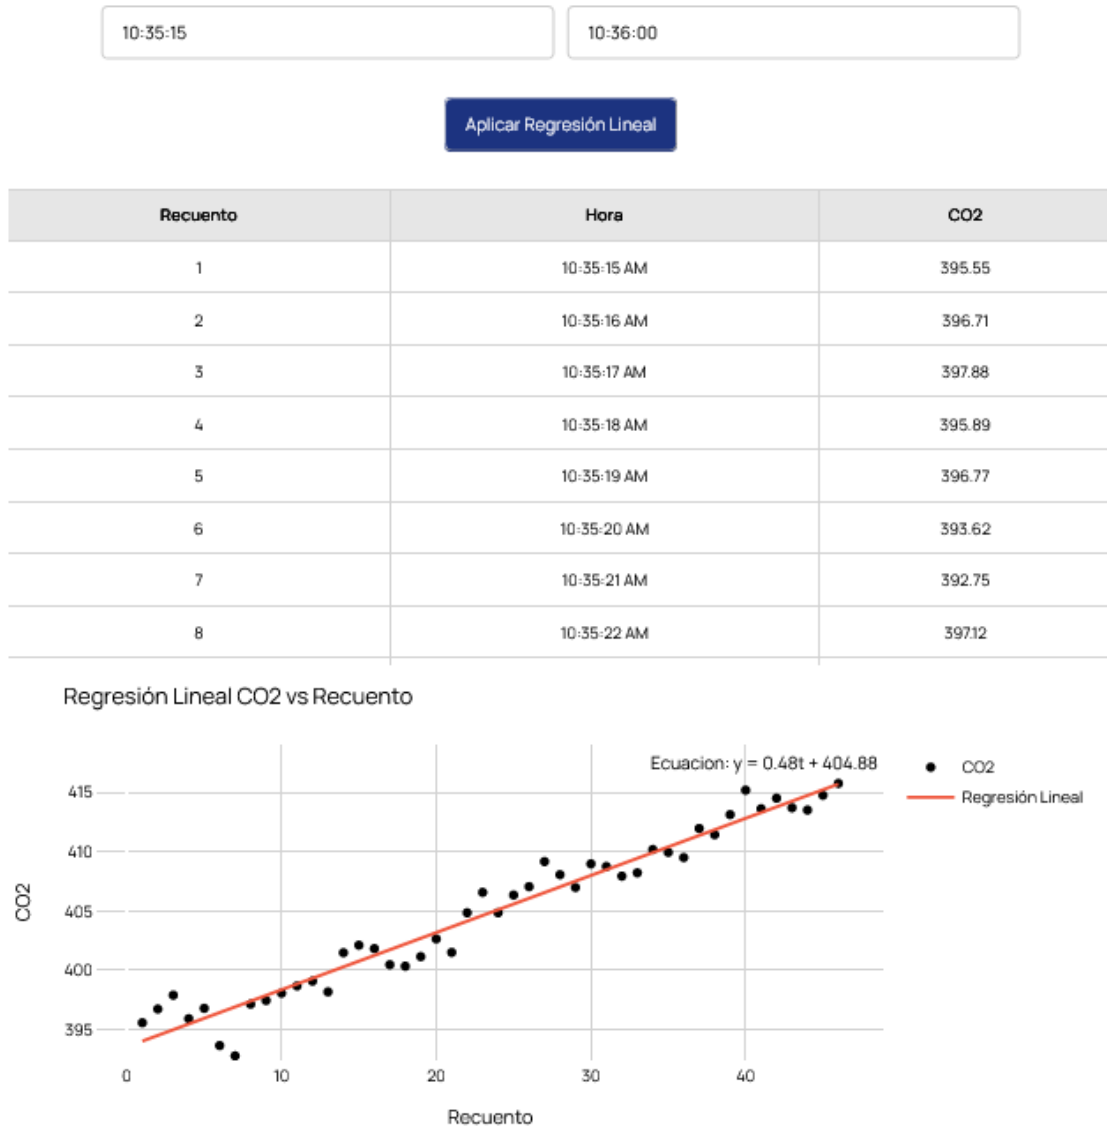 10:35:15 10:36:00
Aplicar Regresión Lineal
Recuento Hora CO2
1 10:35:15 AM 395.55
2 10:35:16 AM 396.71
3 10:35:17 AM 397.88
4 10:35:18 AM 395.89
5 10:35:19 AM 396.77
6 10:35:20 AM 393.62
7 10:35:21 AM 392.75
8 10:35:22 AM 397.12
Regresión Lineal CO2 vs Recuento
Ecuacion: y = 0.48t + 404.88
CO2
Regresión Lineal
415
410
405
400
395
CO2
0 10 20 30 40
Recuento